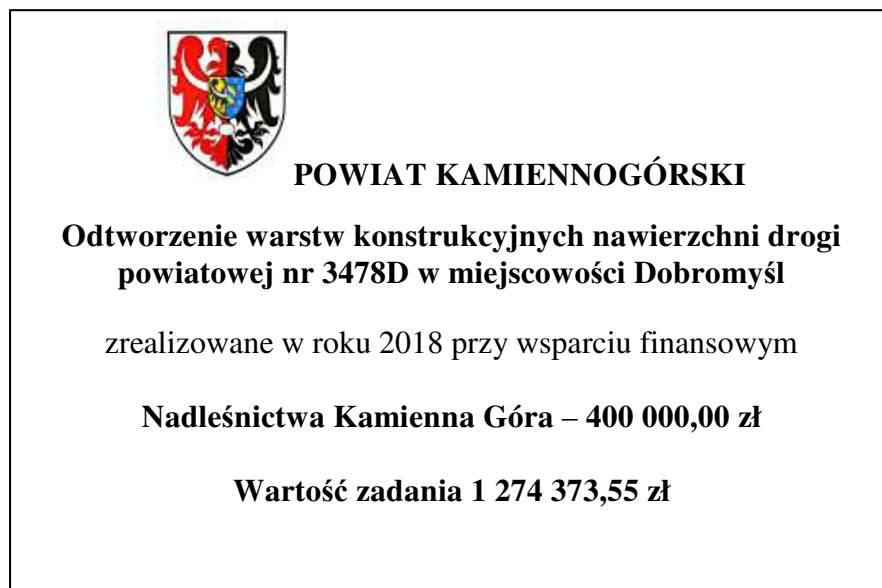 POWIAT KAMIENNOGÓRSKI
Odtworzenie warstw konstrukcyjnych nawierzchni drogi
powiatowej nr 3478D w miejscowości Dobromyśl
zrealizowane w roku 2018 przy wsparciu finansowym
Nadleśnictwa Kamienna Góra – 400 000,00 zł
Wartość zadania 1 274 373,55 zł